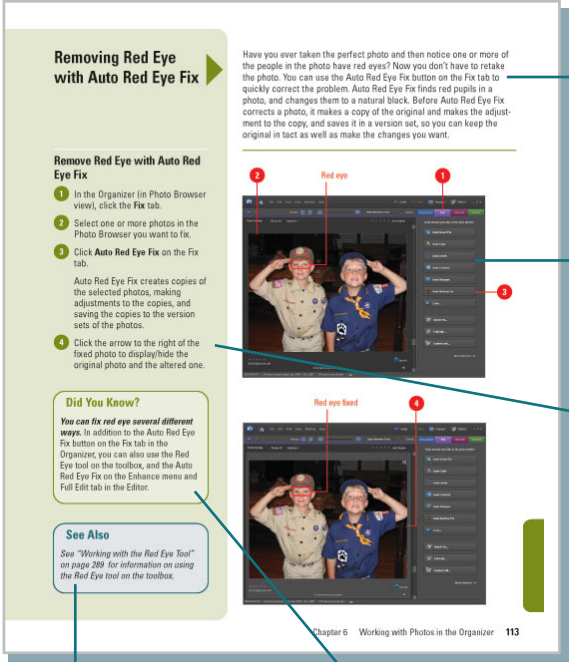 Removing Red Eye
with Auto Red Eye Fix
Have you ever taken the perfect photo and then notice one or more of
the people in the photo have red eyes? Now you don't have to retake
the photo. You can use the Auto Red Eye Fix button on the Fix tab to
quickly correct the problem. Auto Red Eye Fix finds red pupils in a
photo, and changes them to a natural black. Before Auto Red Eye Fix
corrects a photo, it makes a copy of the original and makes the adjust-
ment to the copy, and saves it in a version set, so you can keep the
original in tact as well as make the changes you want.
Remove Red Eye with Auto Red
Eye Fix
1 In the Organizer (in Photo Browser
view), click the Fix tab.
2 Select one or more photos in the
Photo Browser you want to fix.
3 Click Auto Red Eye Fix on the Fix
tab.
Auto Red Eye Fix creates copies of
the selected photos, making
adjustments to the copies, and
saving the copies to the version
sets of the photos.
4 Click the arrow to the right of the
fixed photo to display/hide the
original photo and the altered one.
Did You Know?
You can fix red eye several different
ways. In addition to the Auto Red Eye
Fix button on the Fix tab in the
Organizer, you can also use the Red
Eye tool on the toolbox, and the Auto
Red Eye Fix on the Enhance menu and
Full Edit tab in the Editor.
See Also
See "Working with the Red Eye Tool"
on page 289 for information on using
the Red Eye tool on the toolbox.
2
Red eye
1
3
Red eye fixed
4
Chapter 6 Working with Photos in the Organizer 113